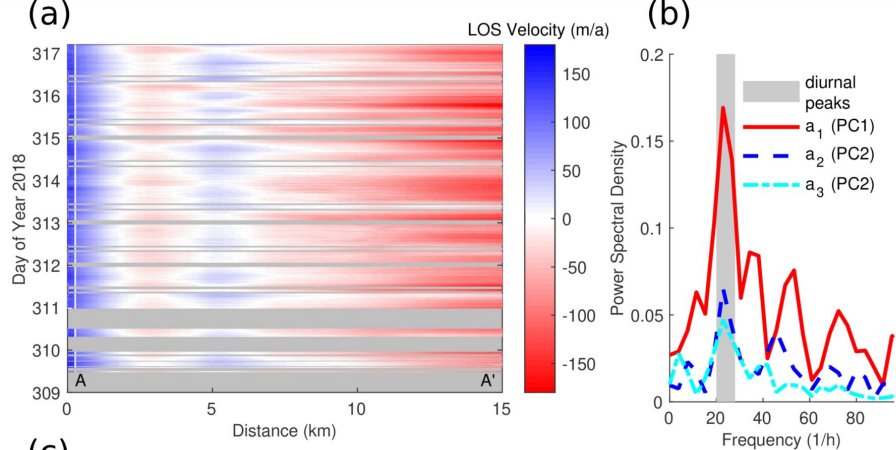 (a)
LOS Velocity (m/a)
317
316
315
314
313
312
311
310
309
Day of Year 2018
A
A'
0
5
10
15
Distance (km)
150
100
50
0
-50
-100
-150
(b)
0.2
0.15
0.1
0.05
0
Power Spectral Density
diurnal
peaks
a1 (PC1)
a2 (PC2)
a3 (PC2)
0
20
40
60
80
Frequency (1/h)